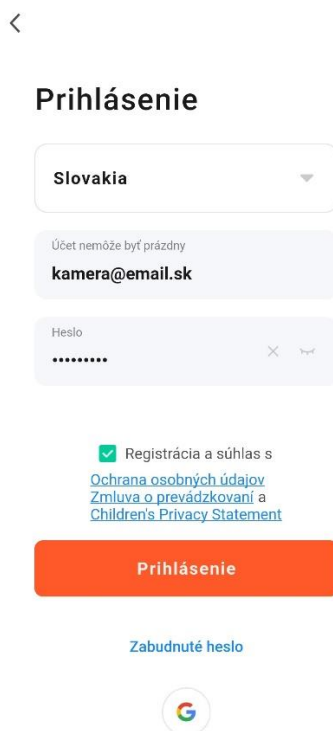 Prihlásenie
Slovakia
Účet nemôže byť prázdny
kamera@email.sk
Heslo
•••••••••
Registrácia a súhlas s
Ochrana osobných údajov
Zmluva o prevádzkovaní a
Children's Privacy Statement
Prihlásenie
Zabudnuté heslo
G